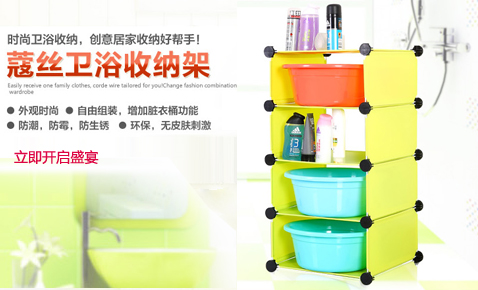 时尚卫浴收纳，创意居家收纳好帮手！
蔻丝卫浴收纳架
Easily receive one family clothes, corde wire tailored for you!Change fashion combination
wardrobe
● 外观时尚 ● 自由组装，增加脏衣桶功能
● 防潮，防霉，防生锈 ● 环保，无皮肤刺激
立即开启盛宴
3